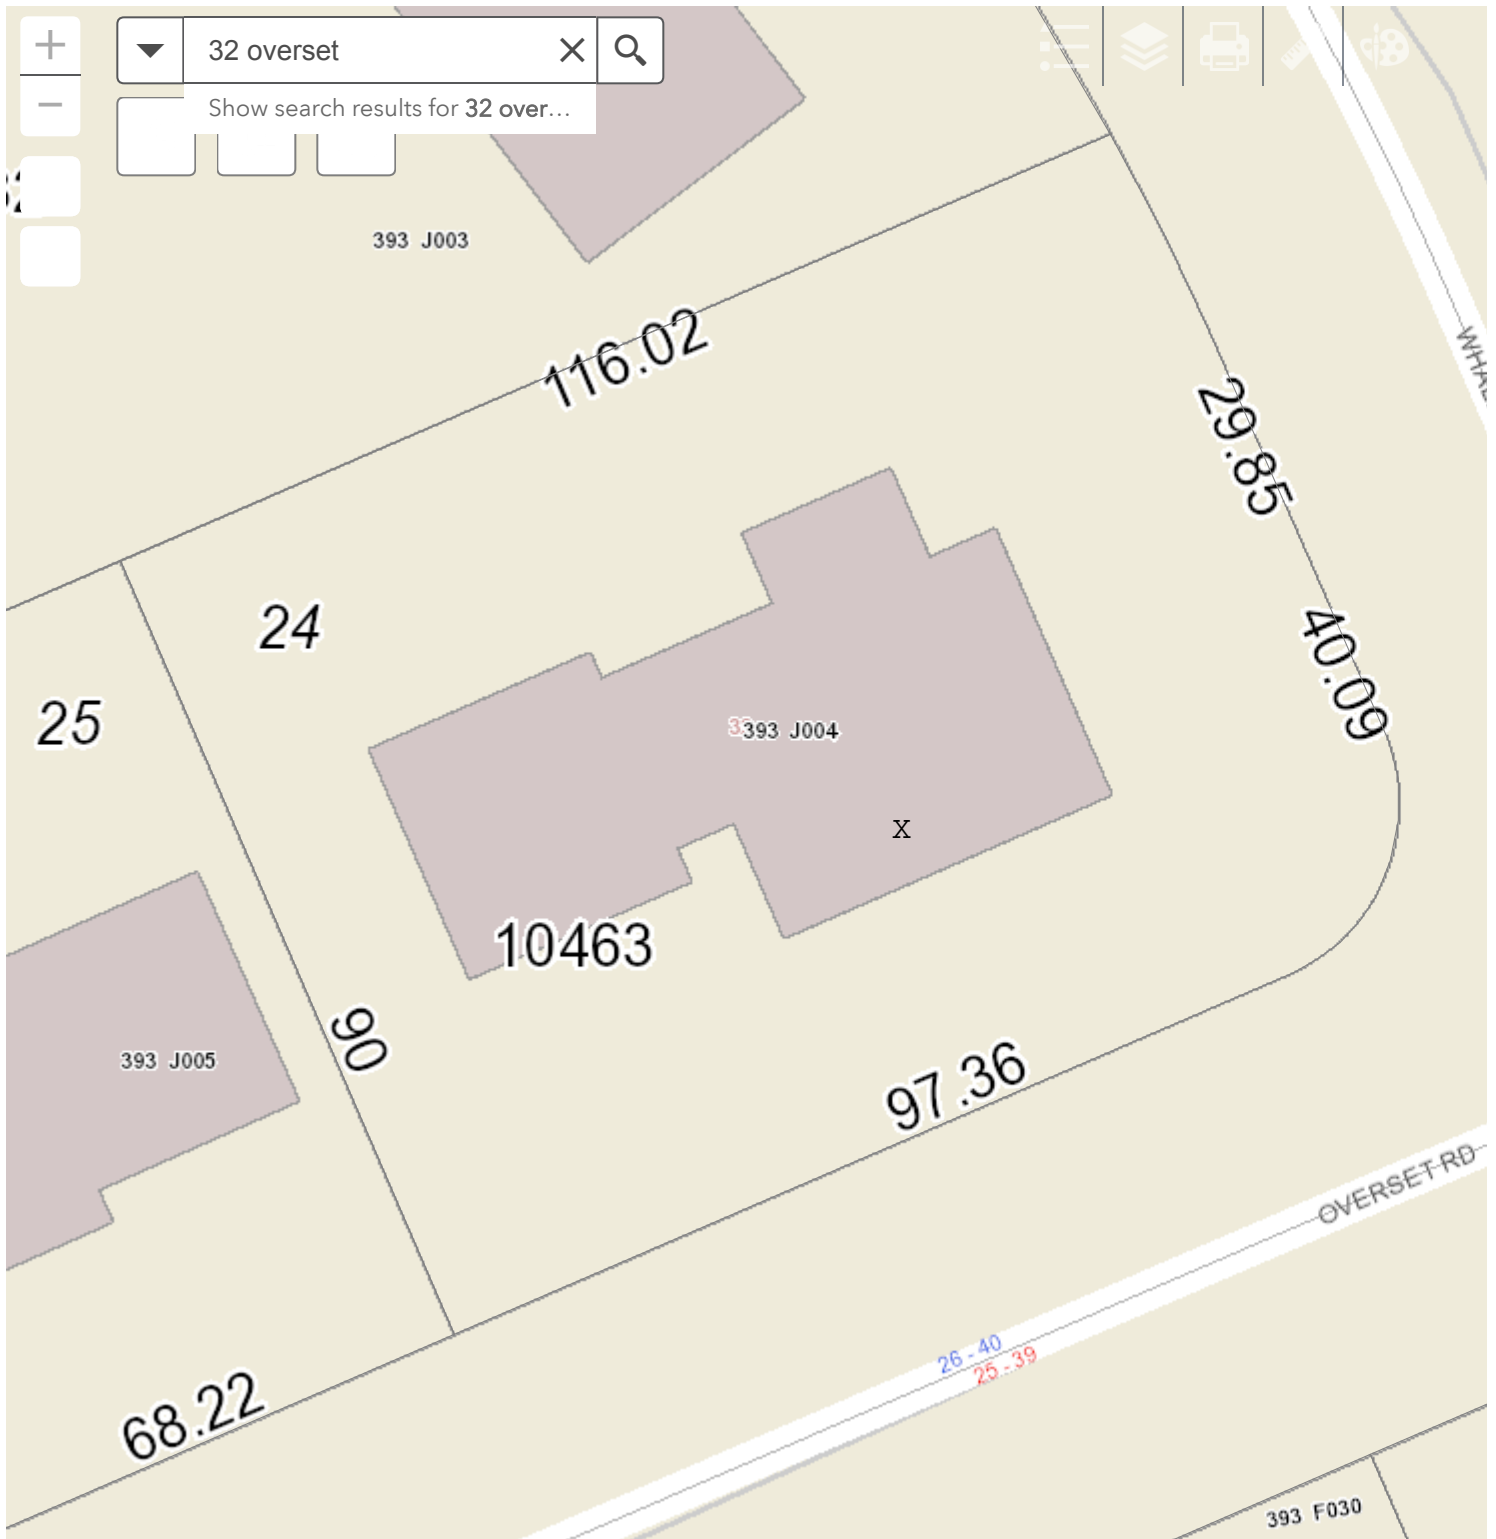 32 overset
Show search results for 32 over…
393 J003
116.02
29.85
24
40.09
25
393 J004
X
10463
90
393 J005
97.36
OVERSET RD
26 - 40
25 - 39
68.22
393 F030